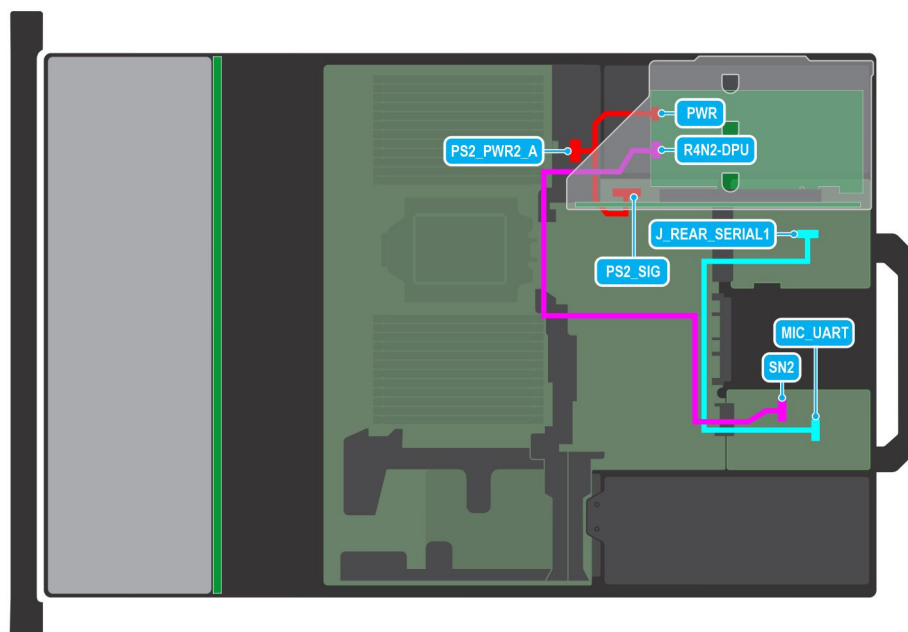 PWR
PS2_PWR2_A
R4N2-DPU
J_REAR_SERIAL1
PS2_SIG
MIC_UART
SN2